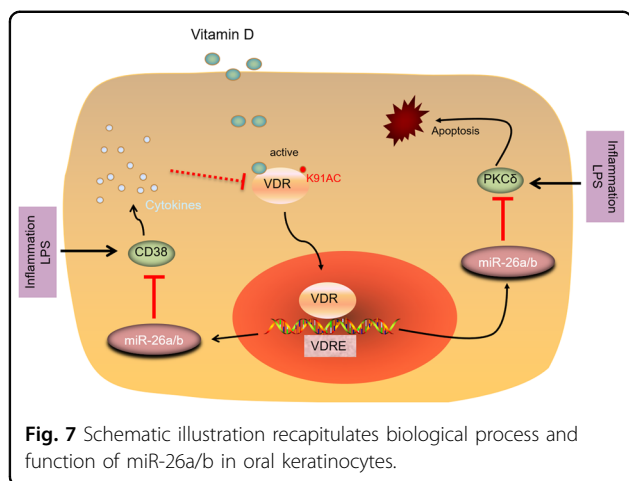 Vitamin D
active
K91AC
VDR
Cytokines
Apoptosis
PKCδ
Inflammation
LPS
Inflammation
LPS
CD38
miR-26a/b
VDR
VDRE
miR-26a/b
Fig. 7 Schematic illustration recapitulates biological process and
function of miR-26a/b in oral keratinocytes.